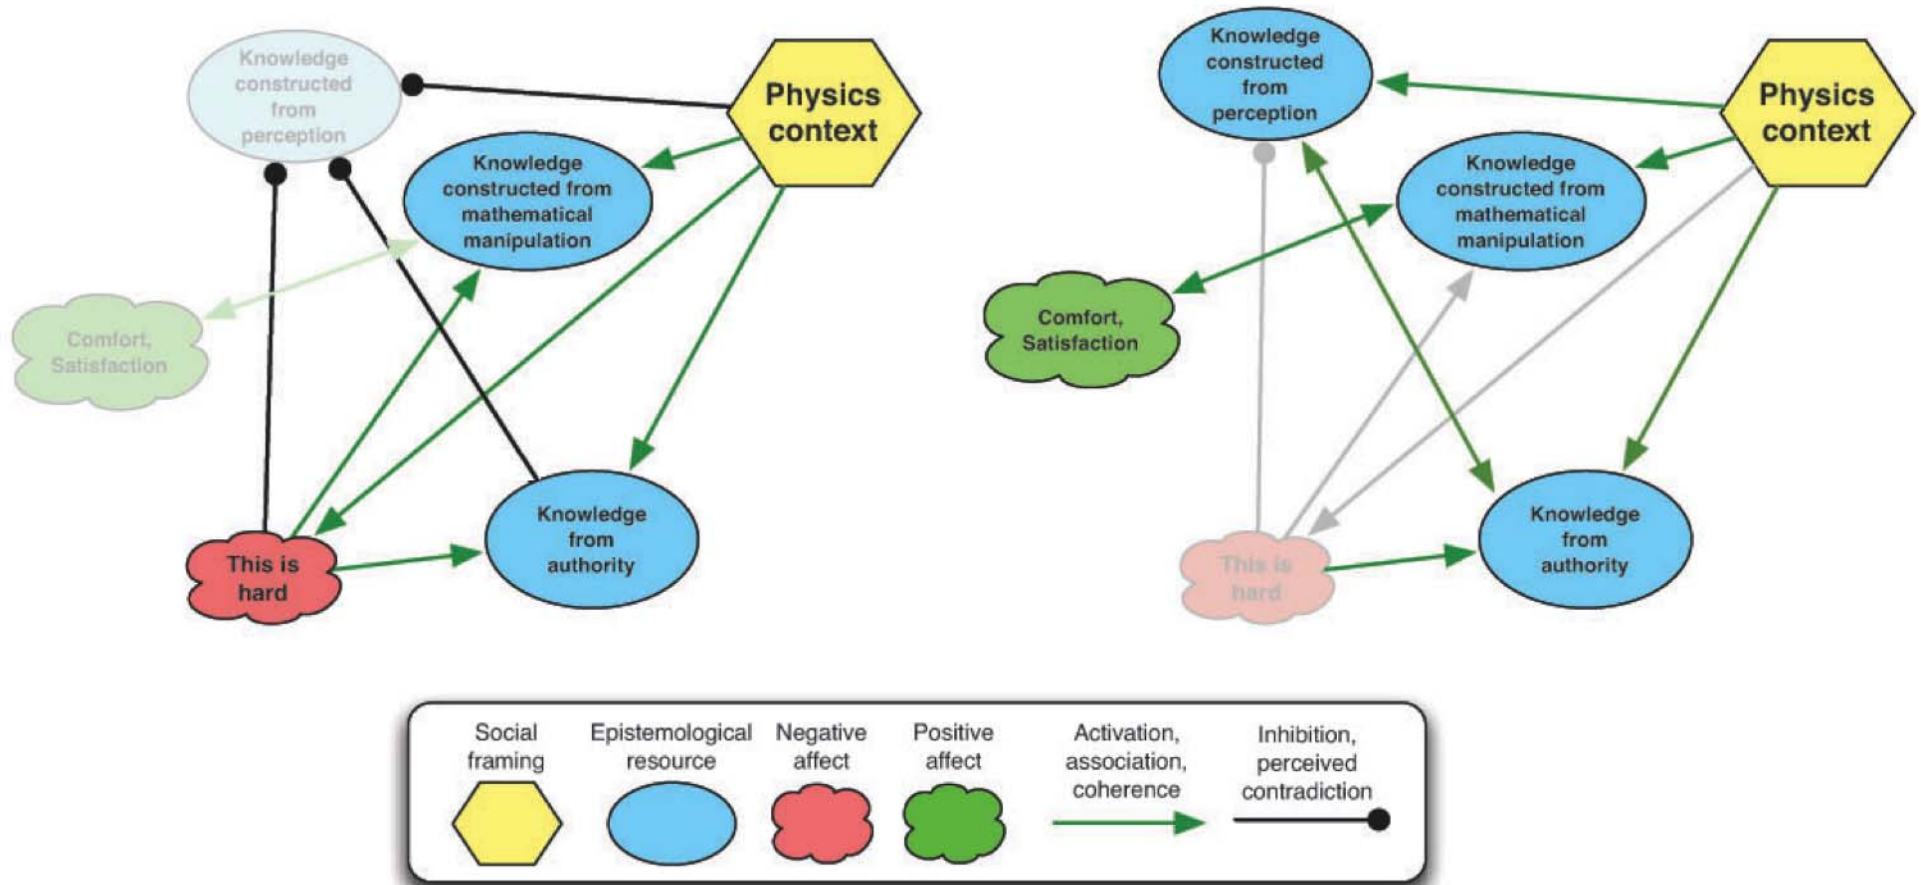 Knowledge
constructed
from
perception
Physics
context
Knowledge
constructed from
mathematical
manipulation
Comfort,
Satisfaction
This is
hard
Knowledge
from
authority
Knowledge
constructed
from
perception
Physics
context
Knowledge
constructed from
mathematical
manipulation
Comfort,
Satisfaction
This is
hard
Knowledge
from
authority
Social
framing
Epistemological
resource
Negative
affect
Positive
affect
Activation,
association,
coherence
Inhibition,
perceived
contradiction